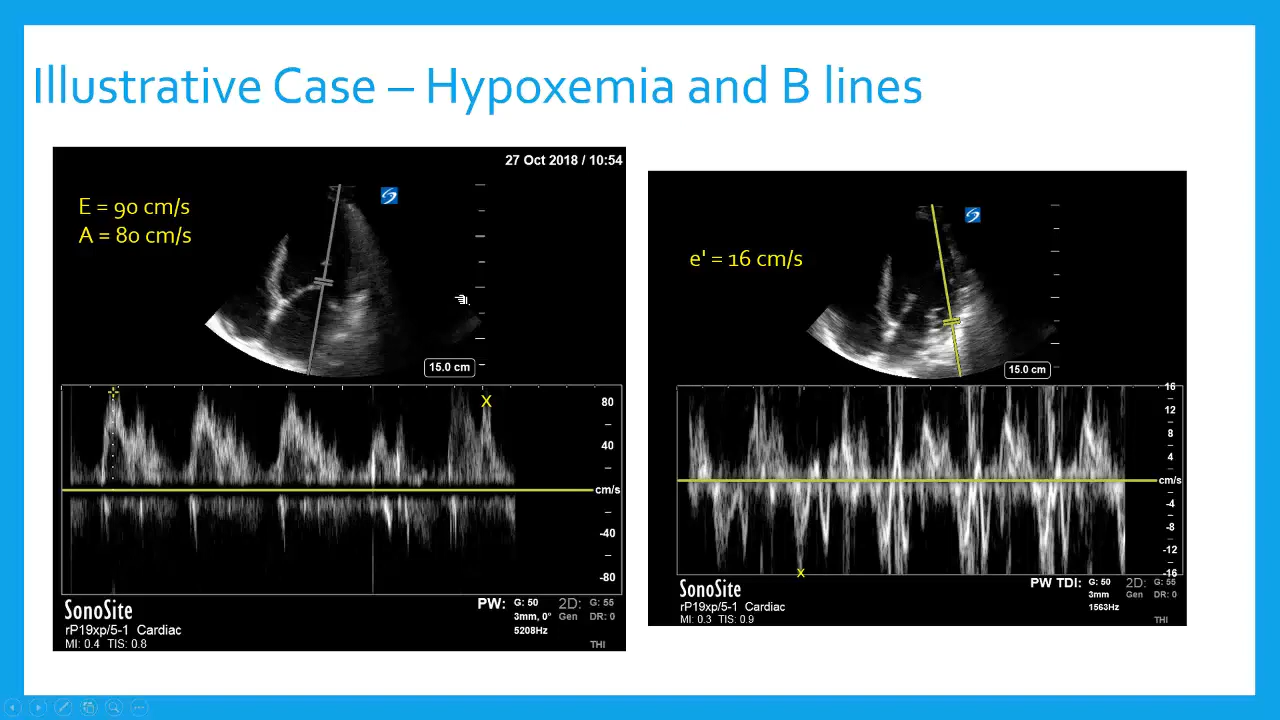 Illustrative Case – Hypoxemia and B lines
27 Oct 2018 / 10:54
E = 90 cm/s
A = 80 cm/s
15.0 cm
X
80
40
cm/s
-40
-80
SonoSite
rP19xp/5-1 Cardiac
MI: 0.4 TIS: 0.8
PW: G: 50
3mm, 0°
5208Hz
2D: G: 55
Gen DR: 0
THI
e' = 16 cm/s
15.0 cm
16
12
8
4
cm/s
-4
-8
-12
-16
X
SonoSite
rP19xp/5-1 Cardiac
MI: 0.3 TIS: 0.9
PW TDI: G: 50
3mm
1563Hz
2D: G: 55
Gen DR: 0
THI